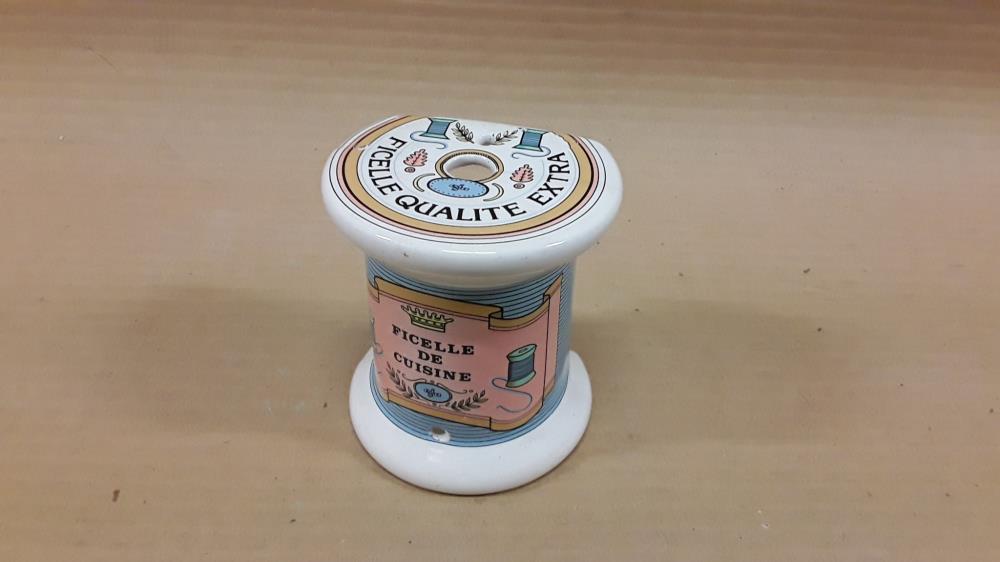 FICELLE QUALITE EXTRA
FICELLE
DE
CUISINE